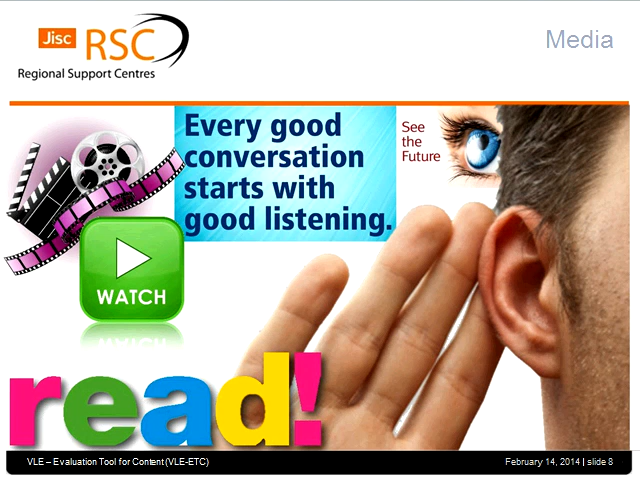 Jisc RSC
Regional Support Centres
Media
Every good
conversation
starts with
good listening.
See
the
Future
WATCH
read!
VLE – Evaluation Tool for Content (VLE-ETC)
February 14, 2014 | slide 8